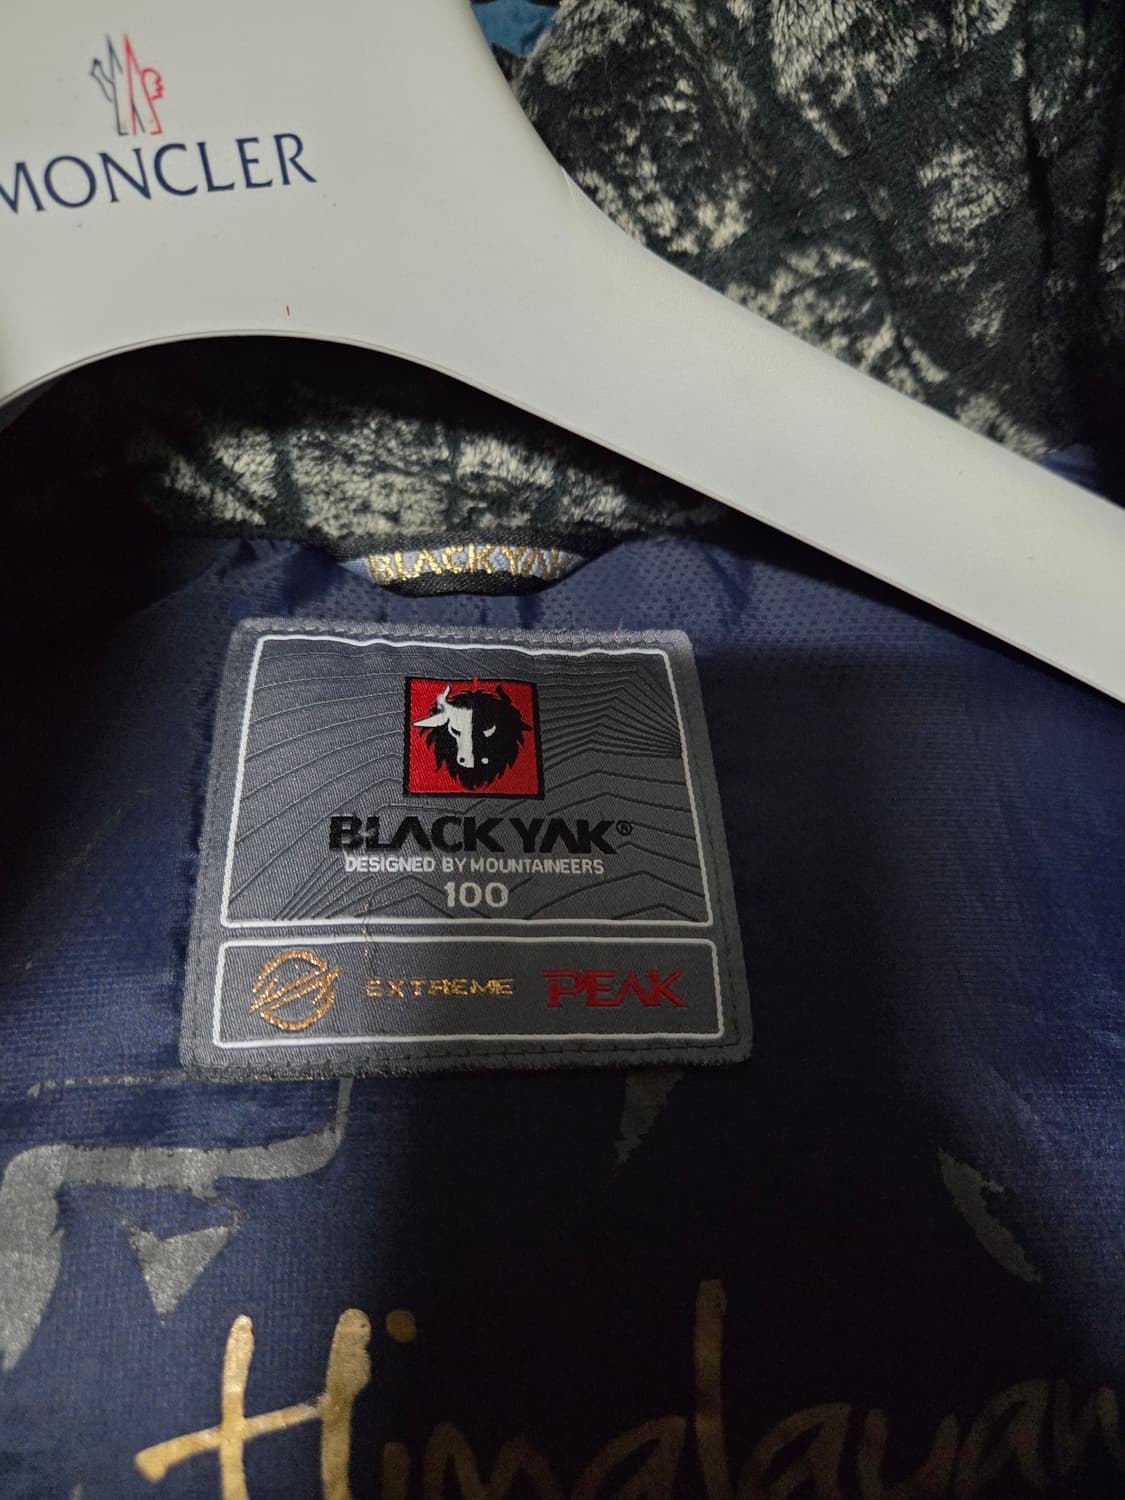 MONCLER
BLACKYAK
BLACKYAK®
DESIGNED BY MOUNTAINEERS
100
EXTREME PEAK
Himalayan